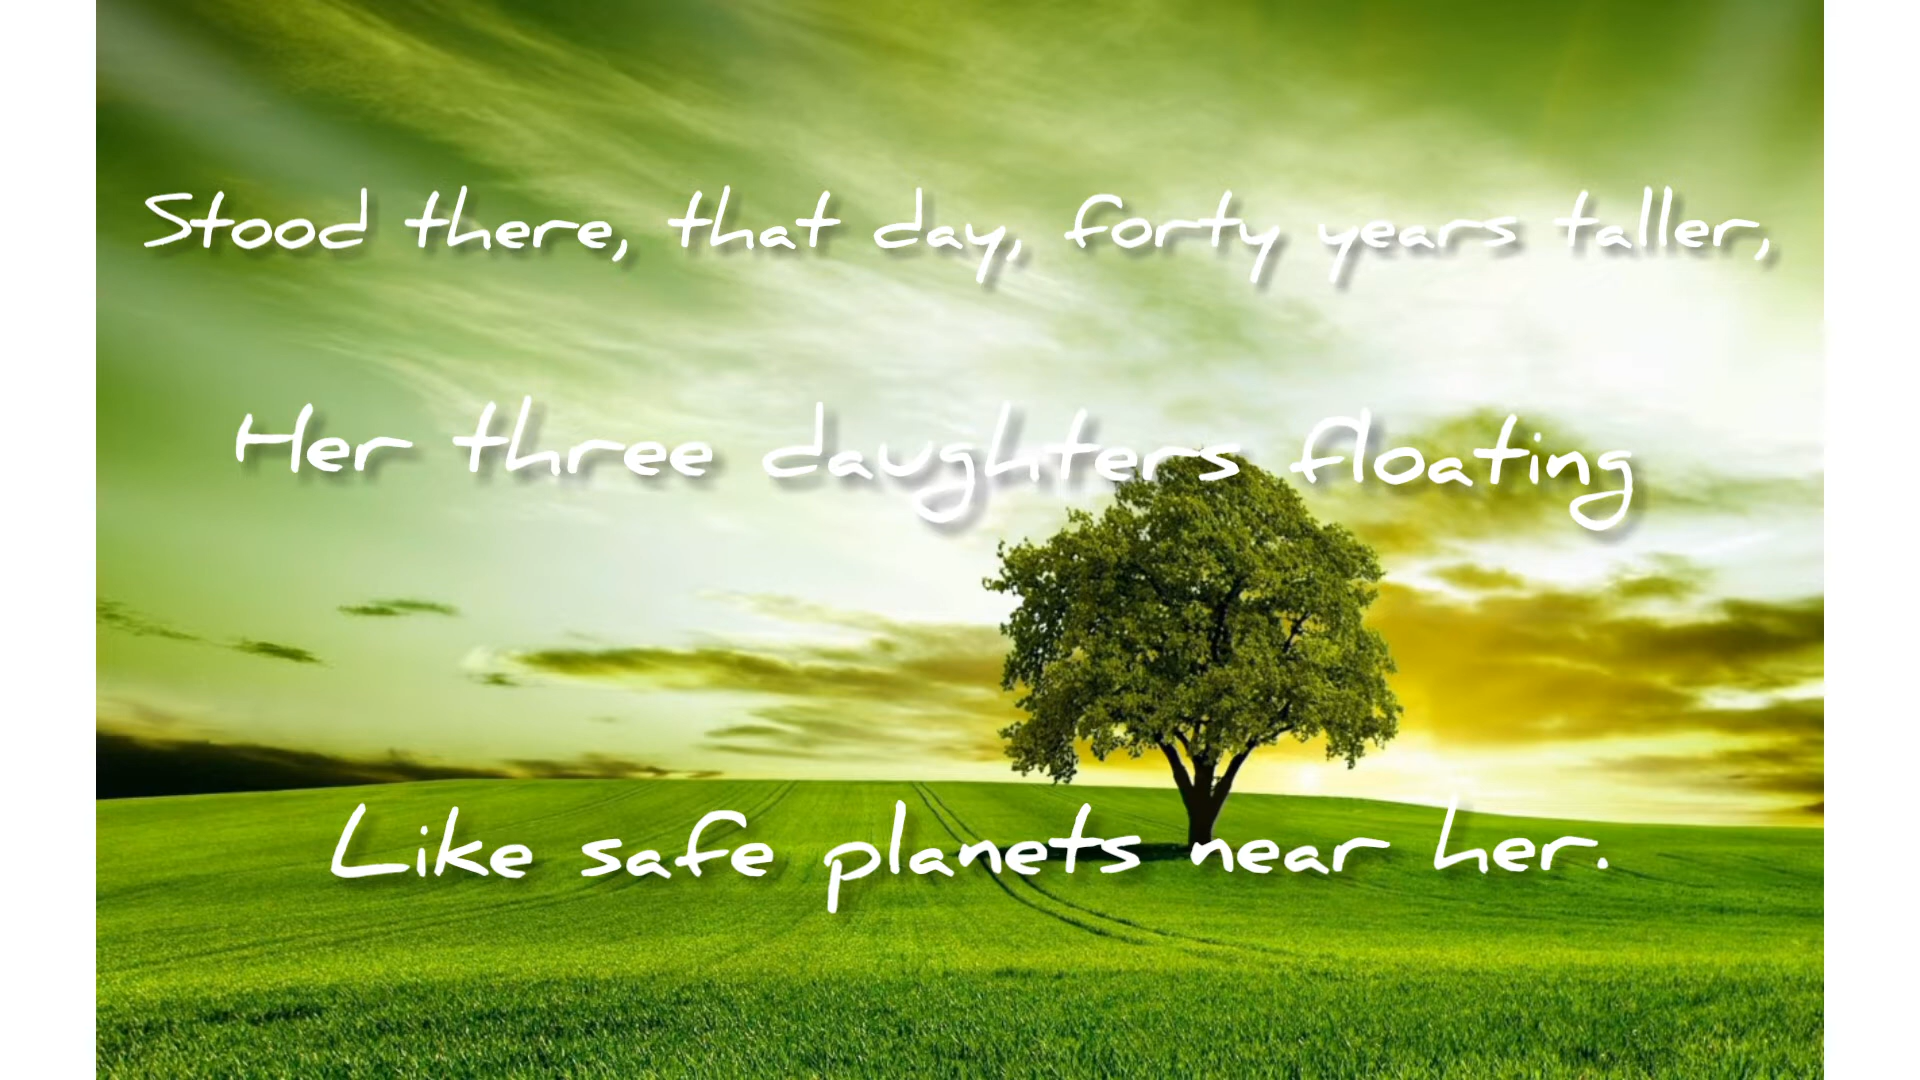 Stood there, that day, forty years taller,
Her three daughters floating
Like safe planets near her.